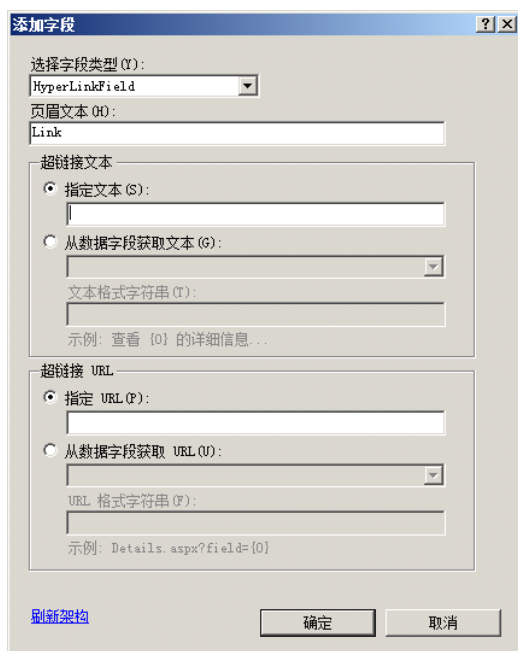 添加字段
选择字段类型(Y):
HyperLinkField
页眉文本(H):
Link
超链接文本
指定文本(S):
从数据字段获取文本(G):
文本格式字符串(T):
示例: 查看 {0} 的详细信息...
超链接 URL
指定 URL(P):
从数据字段获取 URL(U):
URL 格式字符串(F):
示例: Details.aspx?field={0}
刷新架构
确定
取消